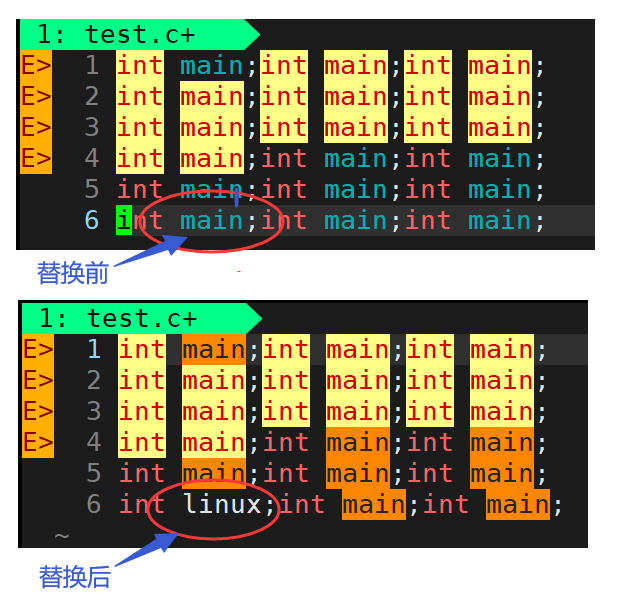 1: test.c+
E> 1 int main;int main;int main;
E> 2 int main;int main;int main;
E> 3 int main;int main;int main;
E> 4 int main;int main;int main;
5 int main;int main;int main;
6 int main;int main;int main;
替换前
1: test.c+
E> 1 int main;int main;int main;
E> 2 int main;int main;int main;
E> 3 int main;int main;int main;
E> 4 int main;int main;int main;
5 int main;int main;int main;
6 int linux;int main;int main;
~
替换后